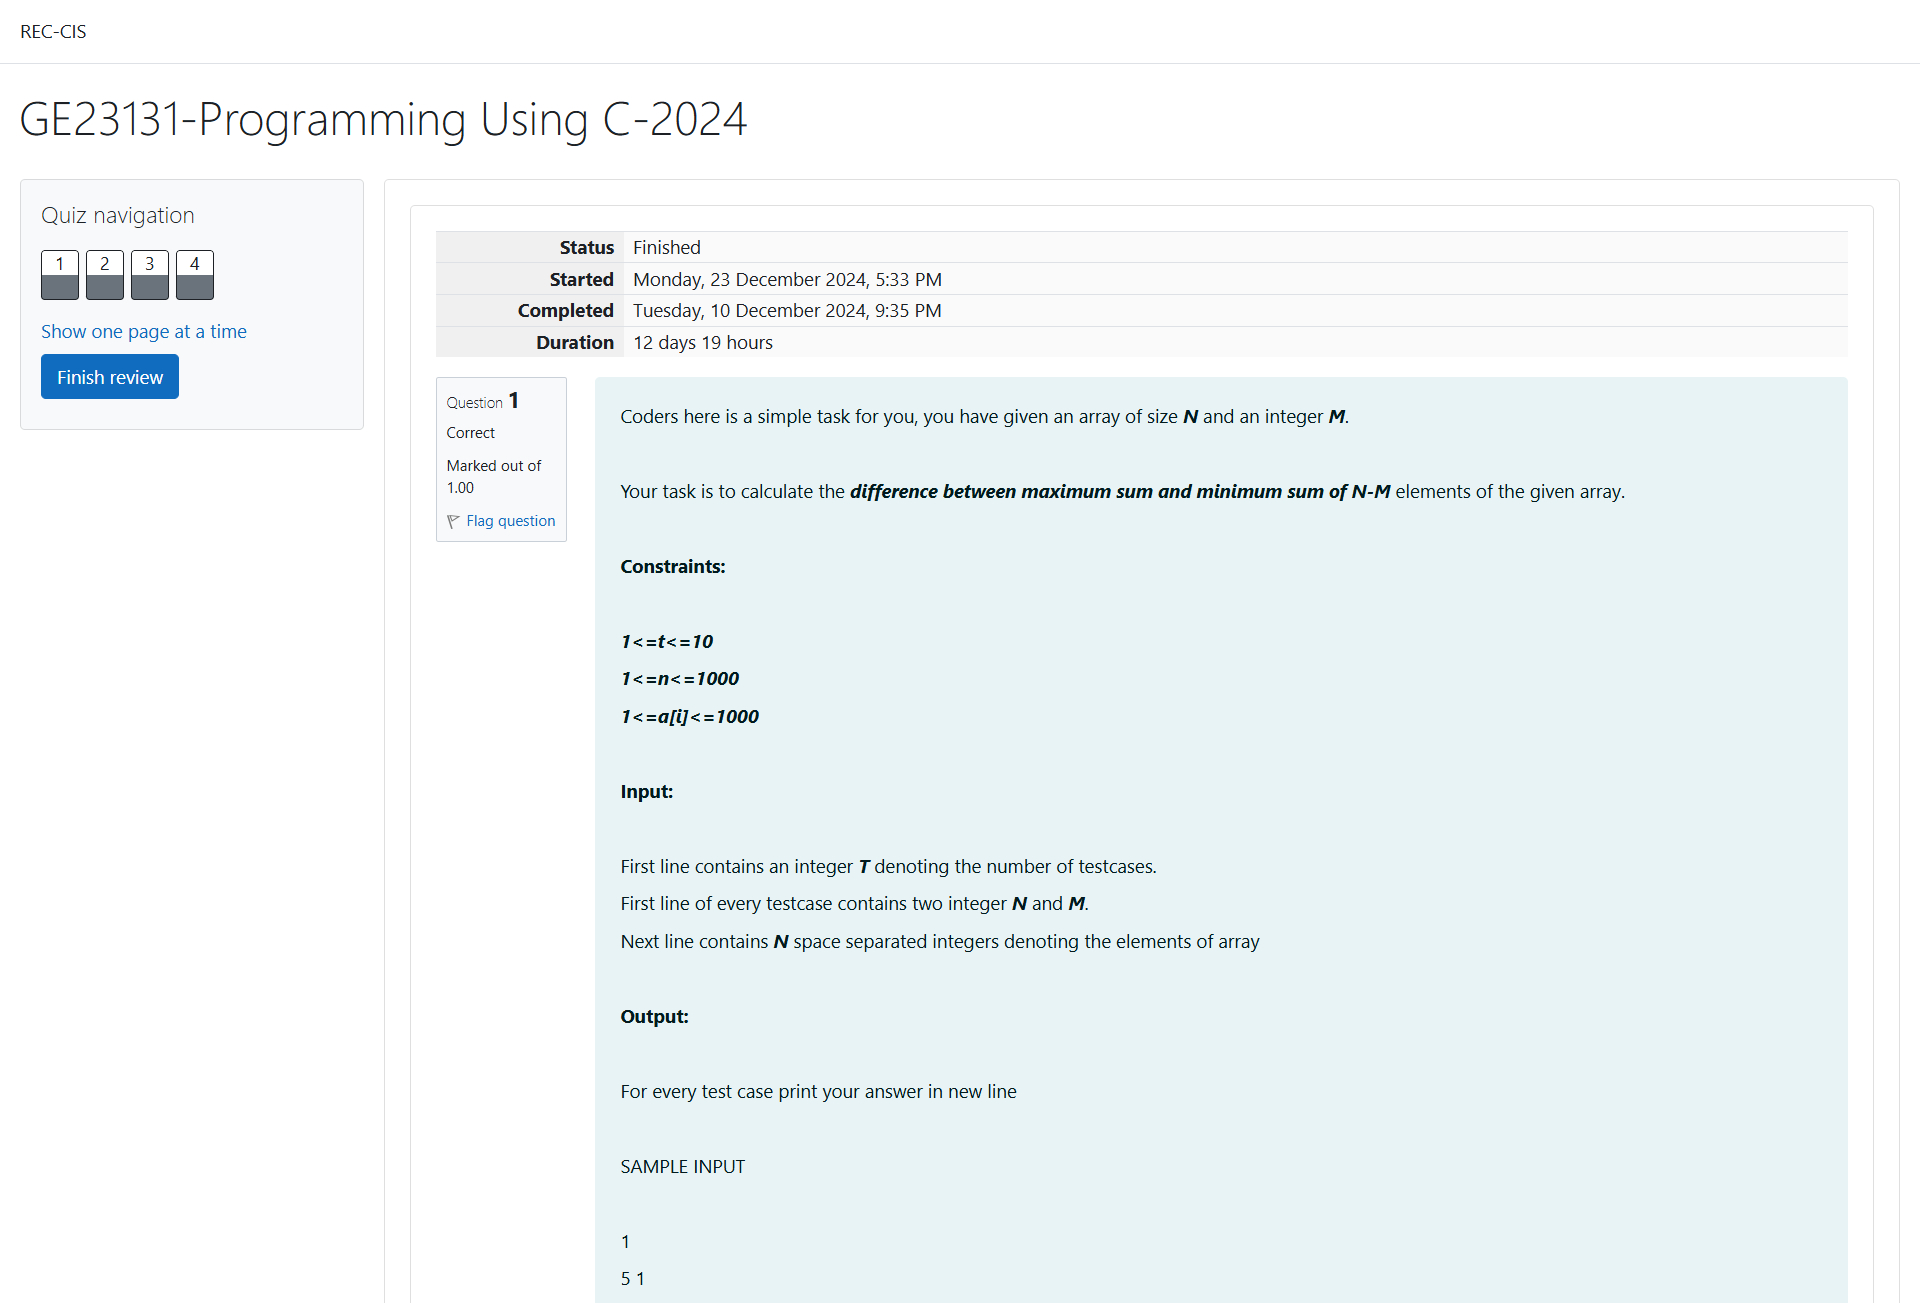 REC-CIS
GE23131-Programming Using C-2024
Quiz navigation
1 2 3 4
Show one page at a time
Finish review
Status Finished
Started Monday, 23 December 2024, 5:33 PM
Completed Tuesday, 10 December 2024, 9:35 PM
Duration 12 days 19 hours
Question 1
Correct
Marked out of
1.00
Flag question
Coders here is a simple task for you, you have given an array of size N and an integer M.
Your task is to calculate the difference between maximum sum and minimum sum of N-M elements of the given array.
Constraints:
1<=t<=10
1<=n<=1000
1<=a[i]<=1000
Input:
First line contains an integer T denoting the number of testcases.
First line of every testcase contains two integer N and M.
Next line contains N space separated integers denoting the elements of array
Output:
For every test case print your answer in new line
SAMPLE INPUT
1
5 1